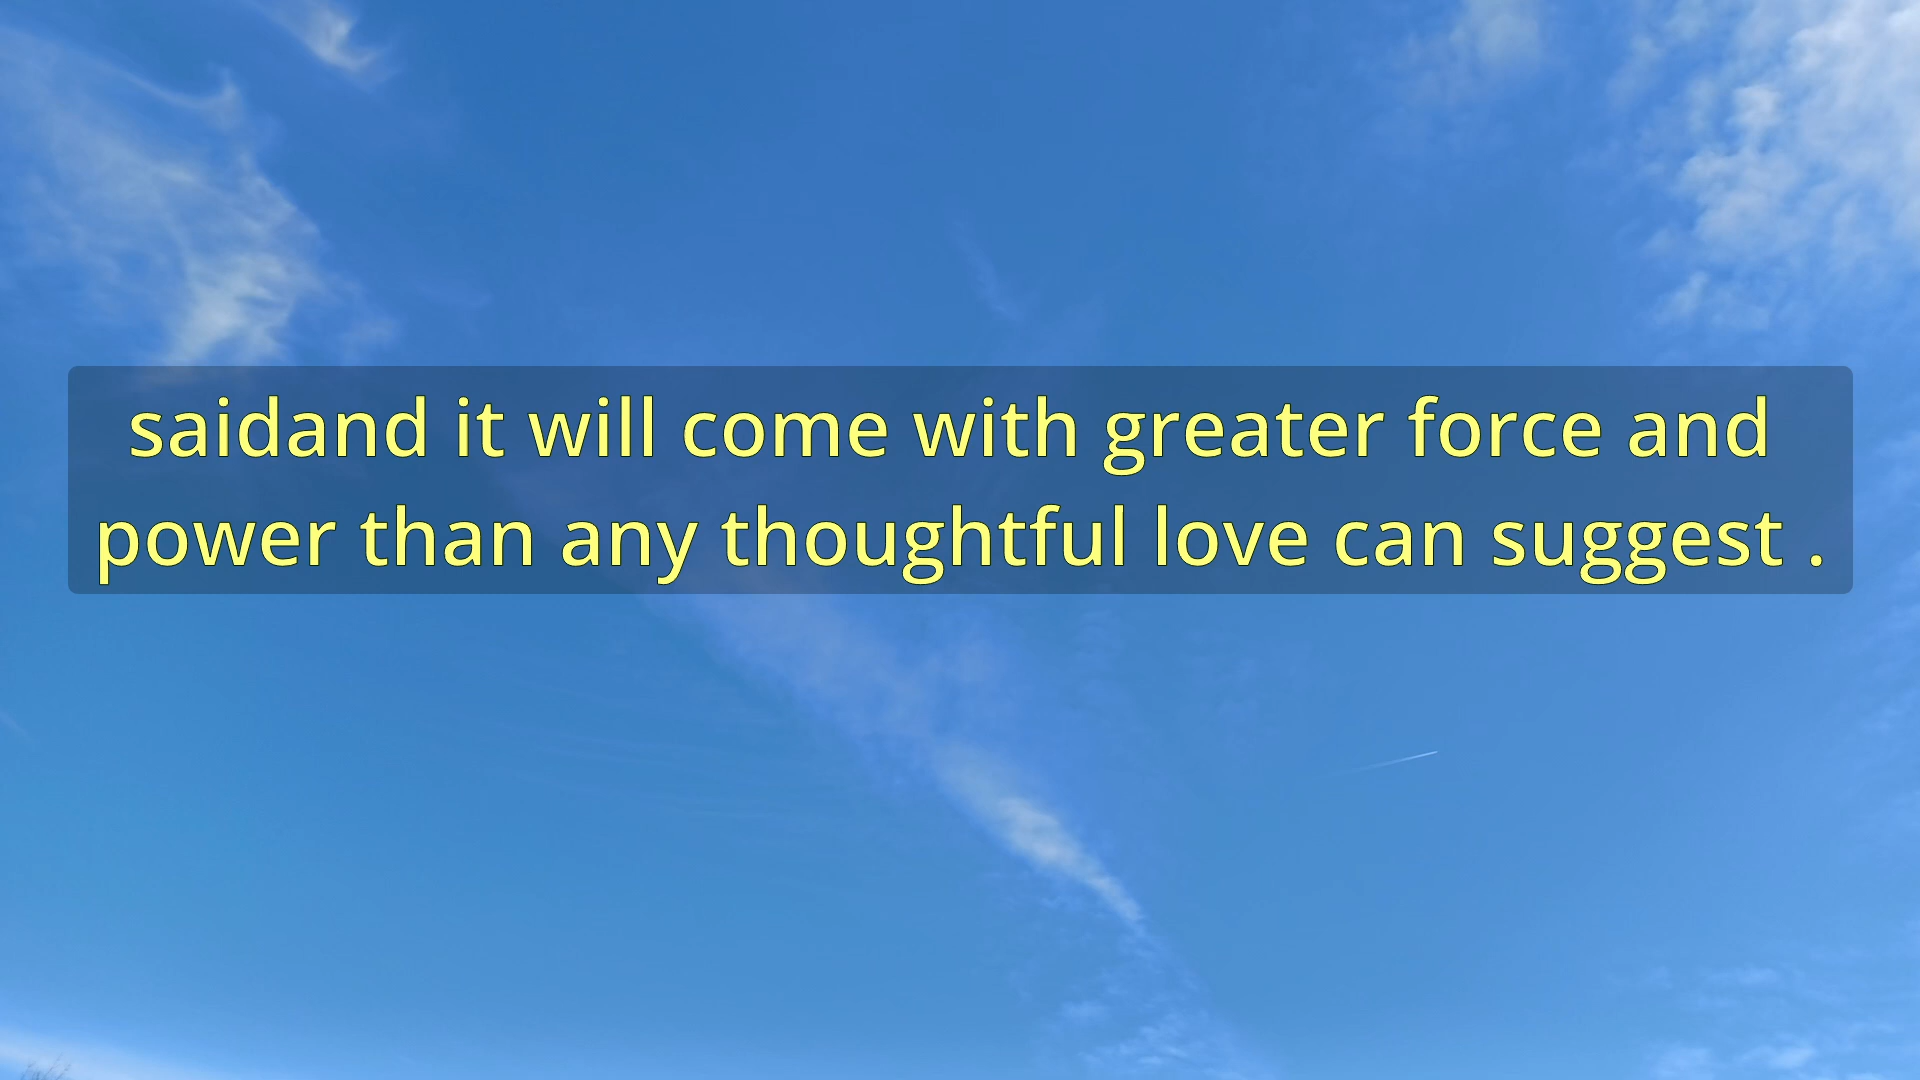 saidand it will come with greater force and
power than any thoughtful love can suggest .